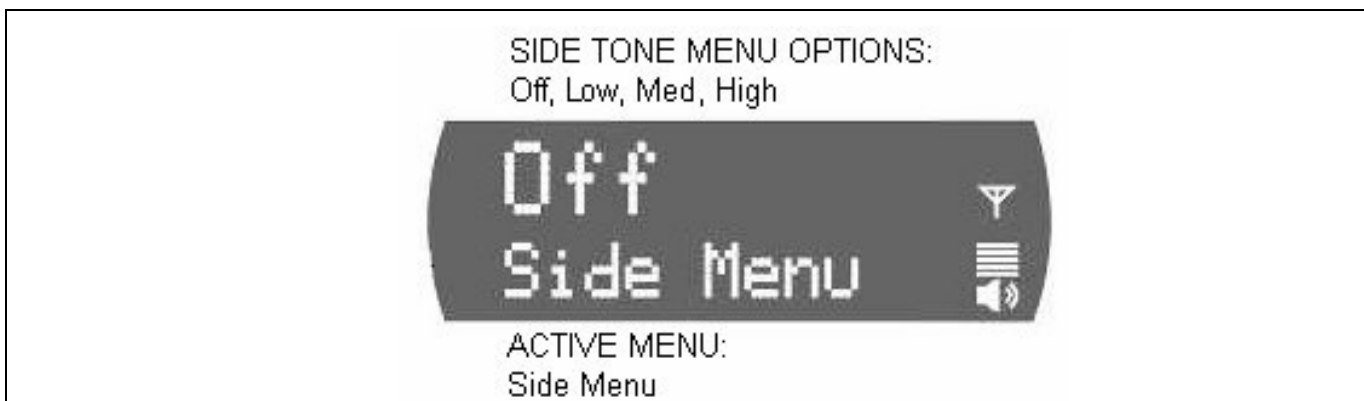 SIDE TONE MENU OPTIONS:
Off, Low, Med, High
Off
Side Menu
ACTIVE MENU:
Side Menu